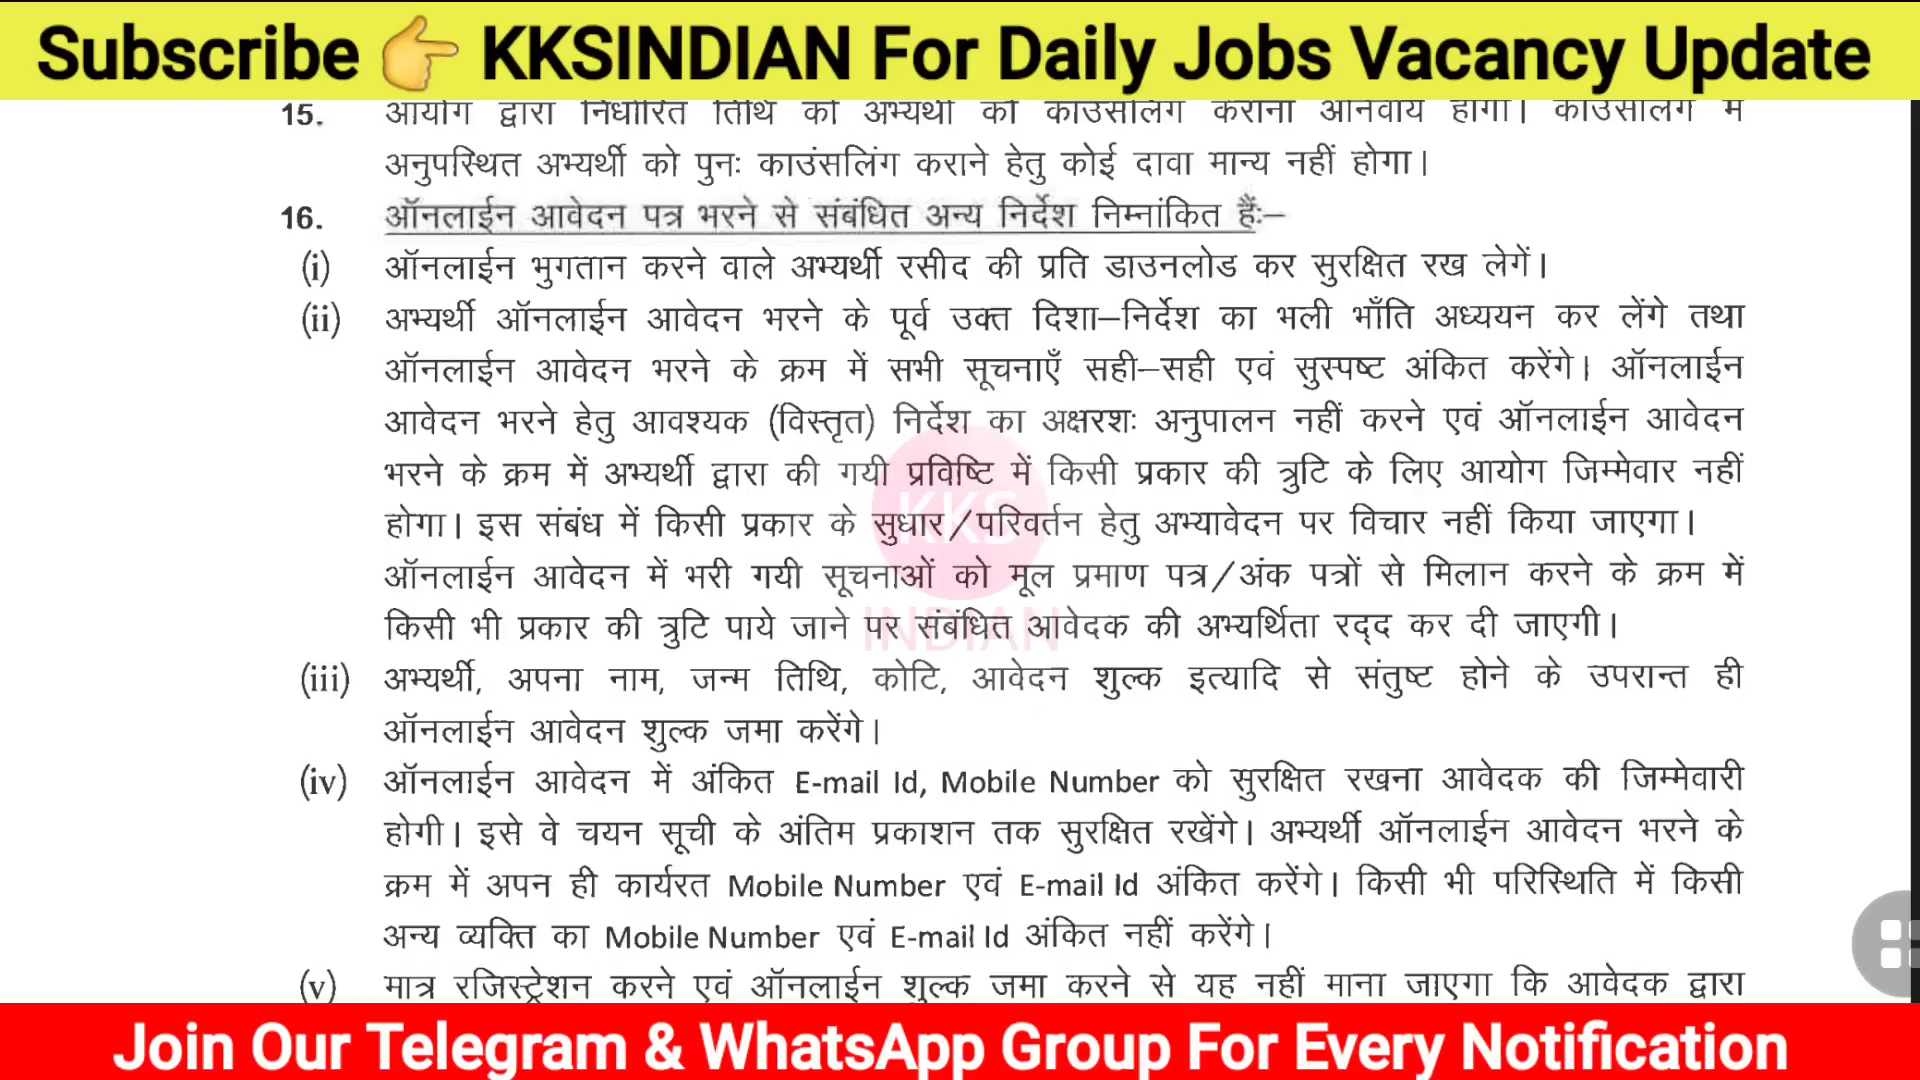 Subscribe 👉 KKSINDIAN For Daily Jobs Vacancy Update
15. आयोग द्वारा निर्धारित तिथि को अभ्यर्थी को काउंसलिंग कराना अनिवार्य होगा। काउंसलिंग में
अनुपस्थित अभ्यर्थी को पुनः काउंसलिंग कराने हेतु कोई दावा मान्य नहीं होगा।
16. ऑनलाईन आवेदन पत्र भरने से संबंधित अन्य निर्देश निम्नांकित हैं:–
(i) ऑनलाईन भुगतान करने वाले अभ्यर्थी रसीद की प्रति डाउनलोड कर सुरक्षित रख लेगें।
(ii) अभ्यर्थी ऑनलाईन आवेदन भरने के पूर्व उक्त दिशा–निर्देश का भली भाँति अध्ययन कर लेंगे तथा
ऑनलाईन आवेदन भरने के क्रम में सभी सूचनाएँ सही–सही एवं सुस्पष्ट अंकित करेंगे। ऑनलाईन
आवेदन भरने हेतु आवश्यक (विस्तृत) निर्देश का अक्षरशः अनुपालन नहीं करने एवं ऑनलाईन आवेदन
भरने के क्रम में अभ्यर्थी द्वारा की गयी प्रविष्टि में किसी प्रकार की त्रुटि के लिए आयोग जिम्मेवार नहीं
होगा। इस संबंध में किसी प्रकार के सुधार/परिवर्तन हेतु अभ्यावेदन पर विचार नहीं किया जाएगा।
KKS
ऑनलाईन आवेदन में भरी गयी सूचनाओं को मूल प्रमाण पत्र/अंक पत्रों से मिलान करने के क्रम में
किसी भी प्रकार की त्रुटि पाये जाने पर संबंधित आवेदक की अभ्यर्थिता रद्द कर दी जाएगी।
INDIAN
(iii) अभ्यर्थी, अपना नाम, जन्म तिथि, कोटि, आवेदन शुल्क इत्यादि से संतुष्ट होने के उपरान्त ही
ऑनलाईन आवेदन शुल्क जमा करेंगे।
(iv) ऑनलाईन आवेदन में अंकित E-mail Id, Mobile Number को सुरक्षित रखना आवेदक की जिम्मेवारी
होगी। इसे वे चयन सूची के अंतिम प्रकाशन तक सुरक्षित रखेंगे। अभ्यर्थी ऑनलाईन आवेदन भरने के
क्रम में अपन ही कार्यरत Mobile Number एवं E-mail Id अंकित करेंगे। किसी भी परिस्थिति में किसी
अन्य व्यक्ति का Mobile Number एवं E-mail Id अंकित नहीं करेंगे।
(v) मात्र रजिस्ट्रेशन करने एवं ऑनलाईन शुल्क जमा करने से यह नहीं माना जाएगा कि आवेदक द्वारा
Join Our Telegram & WhatsApp Group For Every Notification